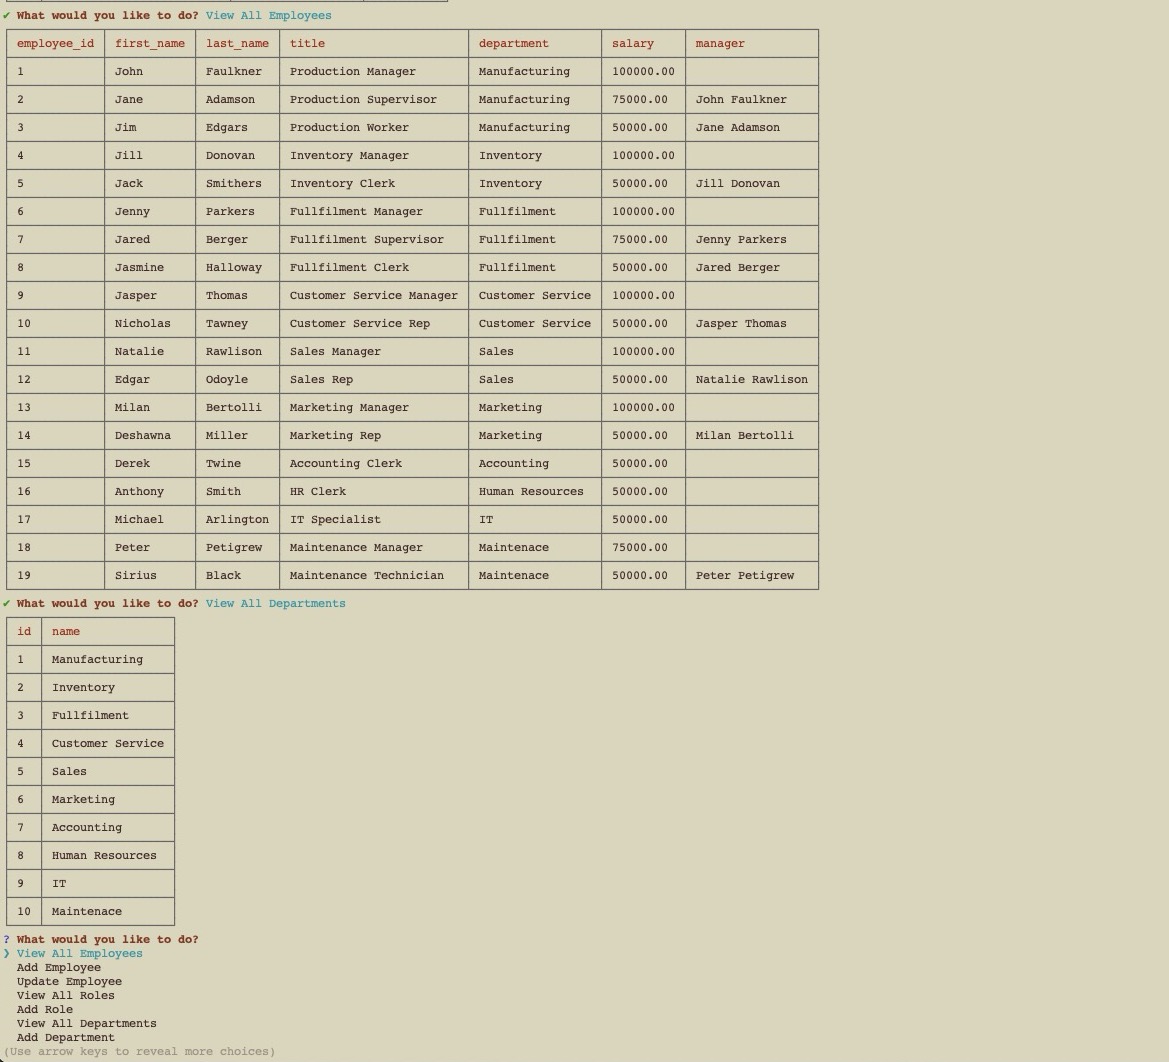 ✔ What would you like to do? View All Employees
employee_id first_name last_name title department salary manager
1 John Faulkner Production Manager Manufacturing 100000.00
2 Jane Adamson Production Supervisor Manufacturing 75000.00 John Faulkner
3 Jim Edgars Production Worker Manufacturing 50000.00 Jane Adamson
4 Jill Donovan Inventory Manager Inventory 100000.00
5 Jack Smithers Inventory Clerk Inventory 50000.00 Jill Donovan
6 Jenny Parkers Fullfilment Manager Fullfilment 100000.00
7 Jared Berger Fullfilment Supervisor Fullfilment 75000.00 Jenny Parkers
8 Jasmine Halloway Fullfilment Clerk Fullfilment 50000.00 Jared Berger
9 Jasper Thomas Customer Service Manager Customer Service 100000.00
10 Nicholas Tawney Customer Service Rep Customer Service 50000.00 Jasper Thomas
11 Natalie Rawlison Sales Manager Sales 100000.00
12 Edgar Odoyle Sales Rep Sales 50000.00 Natalie Rawlison
13 Milan Bertolli Marketing Manager Marketing 100000.00
14 Deshawna Miller Marketing Rep Marketing 50000.00 Milan Bertolli
15 Derek Twine Accounting Clerk Accounting 50000.00
16 Anthony Smith HR Clerk Human Resources 50000.00
17 Michael Arlington IT Specialist IT 50000.00
18 Peter Petigrew Maintenance Manager Maintenace 75000.00
19 Sirius Black Maintenance Technician Maintenace 50000.00 Peter Petigrew
✔ What would you like to do? View All Departments
id name
1 Manufacturing
2 Inventory
3 Fullfilment
4 Customer Service
5 Sales
6 Marketing
7 Accounting
8 Human Resources
9 IT
10 Maintenace
? What would you like to do?
❯ View All Employees
Add Employee
Update Employee
View All Roles
Add Role
View All Departments
Add Department
(Use arrow keys to reveal more choices)